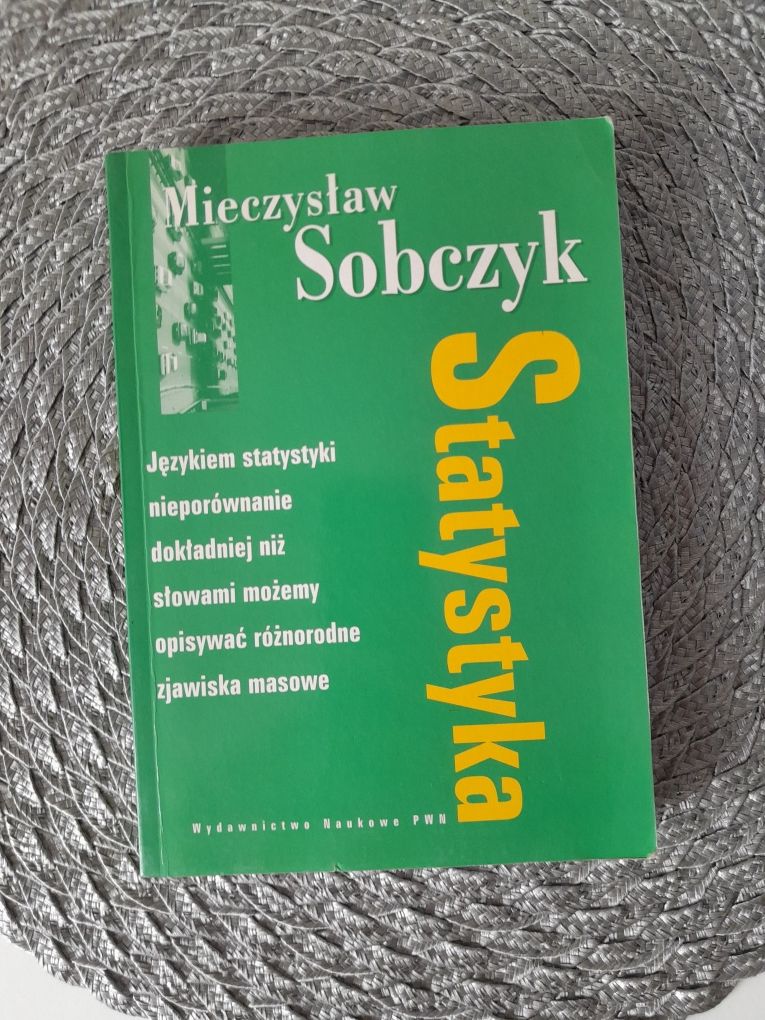 Mieczysław
Sobczyk
Statystyka
Językiem statystyki
nieporównanie
dokładniej niż
słowami możemy
opisywać różnorodne
zjawiska masowe
Wydawnictwo Naukowe PWN